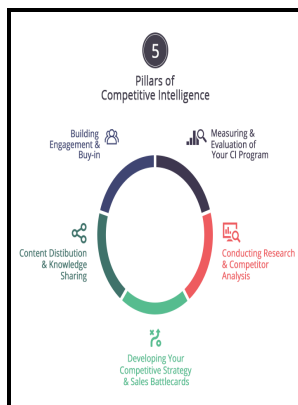 5
Pillars of
Competitive Intelligence
Building
Engagement &
Buy-in
Measuring &
Evaluation of
Your CI Program
Content Distibution
& Knowledge
Sharing
Conducting Research
& Competitor
Analysis
Developing Your
Competitive Strategy
& Sales Battlecards